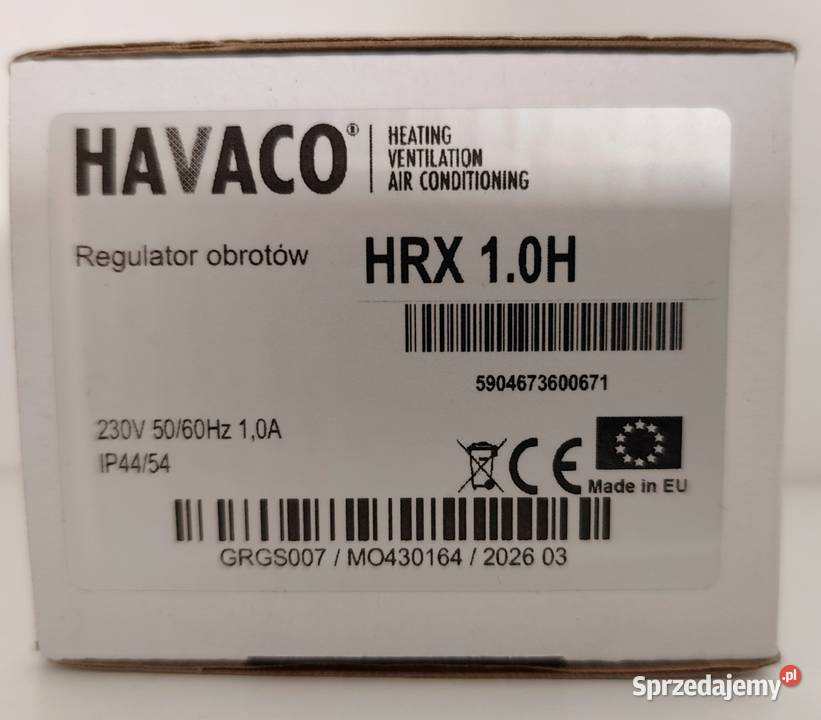 HAVACO® | HEATING
VENTILATION
AIR CONDITIONING
Regulator obrotów HRX 1.0H
5904673600671
230V 50/60Hz 1,0A
IP44/54
CE
Made in EU
GRGS007 / MO430164 / 2026 03
Sprzedajemy.pl